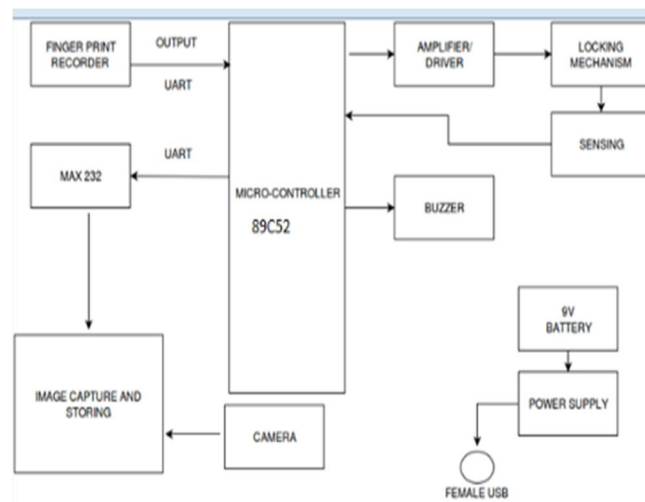 FINGER PRINT
RECORDER
OUTPUT
UART
AMPLIFIER/
DRIVER
LOCKING
MECHANISM
SENSING
MAX 232
UART
MICRO-CONTROLLER
89C52
BUZZER
9V
BATTERY
IMAGE CAPTURE AND
STORING
CAMERA
POWER SUPPLY
FEMALE USB